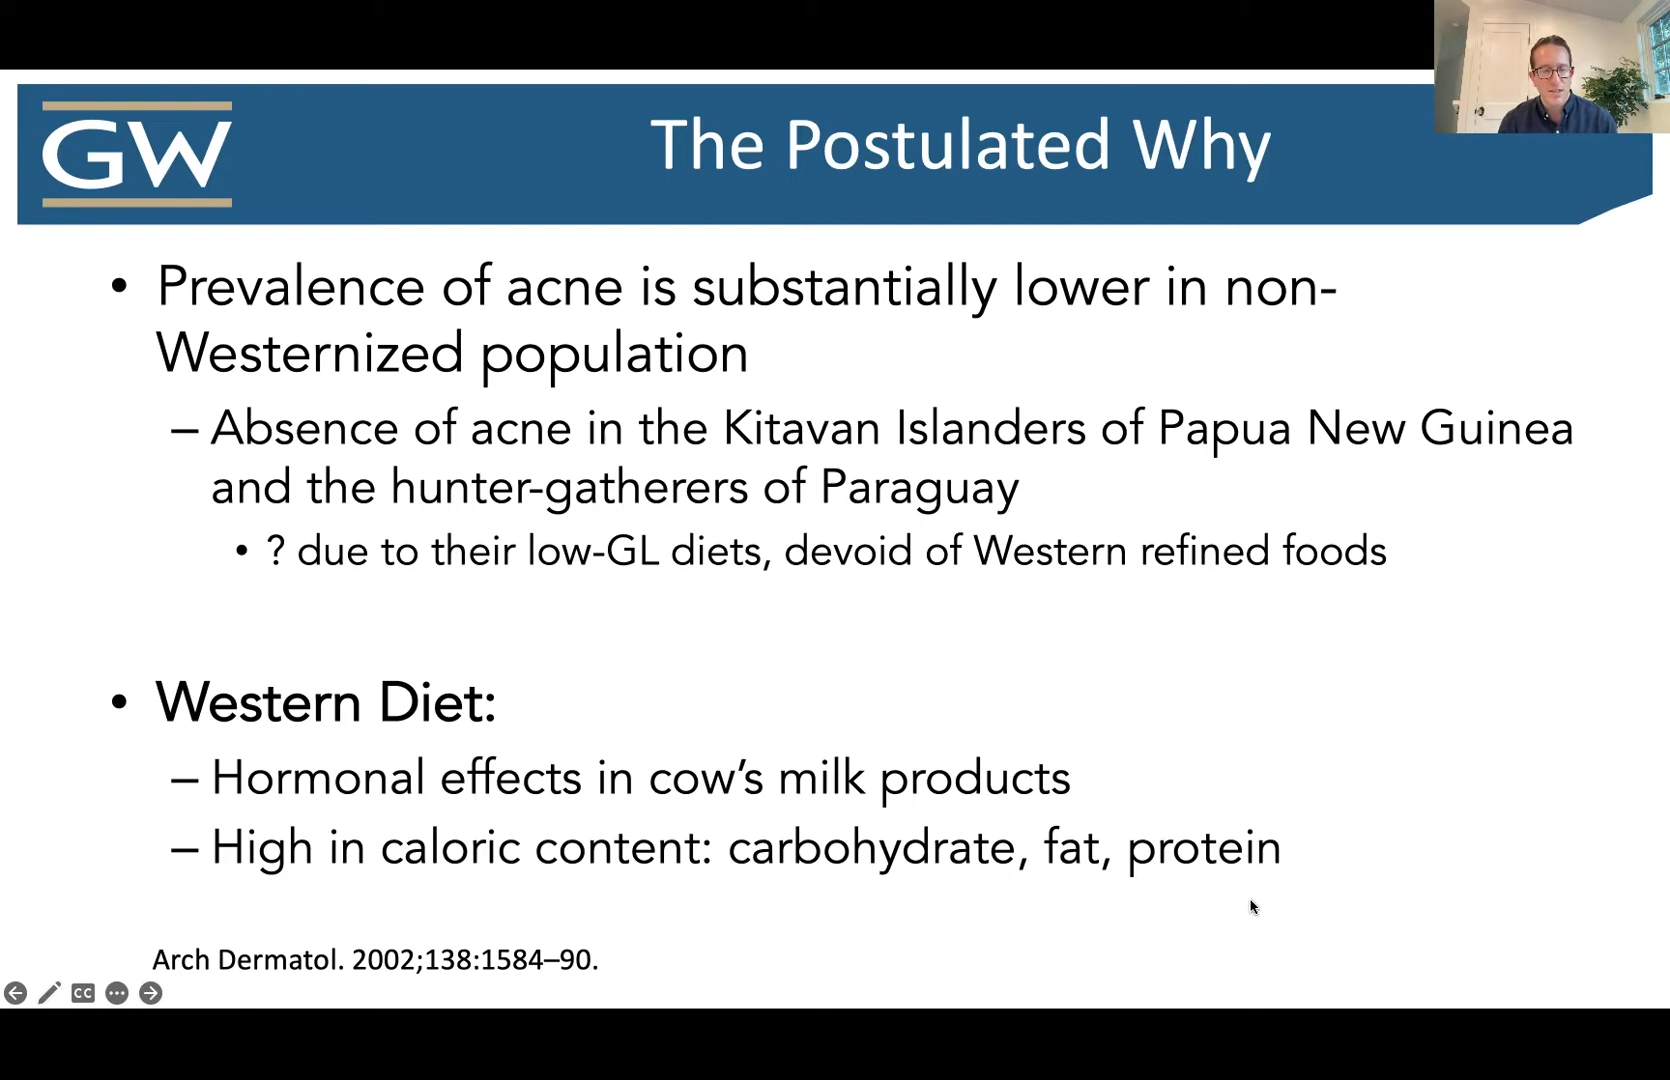 GW
The Postulated Why
• Prevalence of acne is substantially lower in non-
Westernized population
– Absence of acne in the Kitavan Islanders of Papua New Guinea
and the hunter-gatherers of Paraguay
• ? due to their low-GL diets, devoid of Western refined foods
• Western Diet:
– Hormonal effects in cow’s milk products
– High in caloric content: carbohydrate, fat, protein
Arch Dermatol. 2002;138:1584–90.
CC